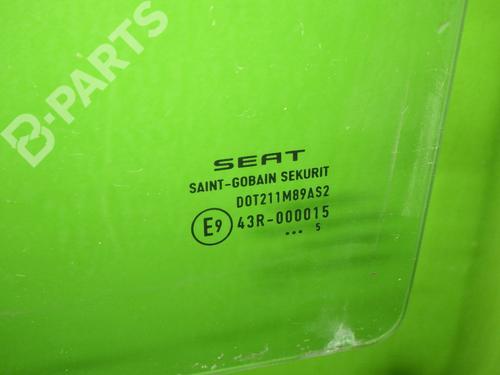 B-PARTS
SEAT
SAINT-GOBAIN SEKURIT
DOT211M89AS2
E9 43R-000015
... 5